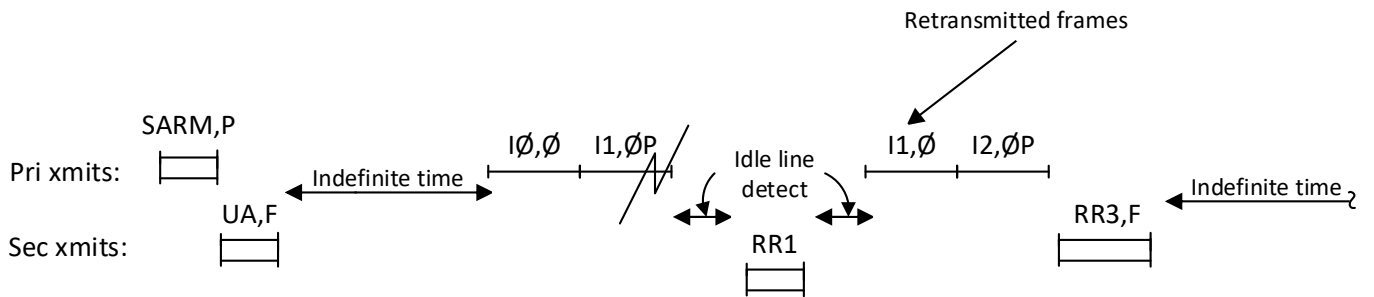 Retransmitted frames
SARM,P
IØ,Ø
I1,ØP
Idle line
detect
I1,Ø
I2,ØP
Pri xmits:
Indefinite time
Indefinite time
UA,F
RR3,F
Sec xmits:
RR1